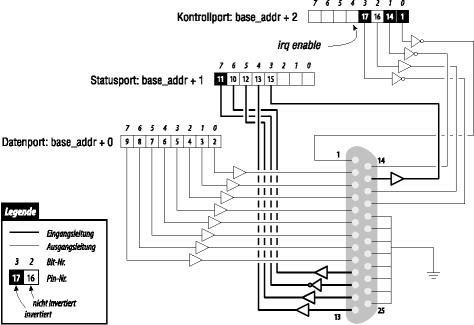 7 6 5 4 3 2 1 0
Kontrollport: base_addr + 2
17 16 14 1
irq enable
7 6 5 4 3 2 1 0
Statusport: base_addr + 1
11 10 12 13 15
7 6 5 4 3 2 1 0
Datenport: base_addr + 0
9 8 7 6 5 4 3 2
1
14
13
25
Legende
Eingangsleitung
Ausgangsleitung
3 2 Bit-Nr.
17 16 Pin-Nr.
nicht invertiert
invertiert